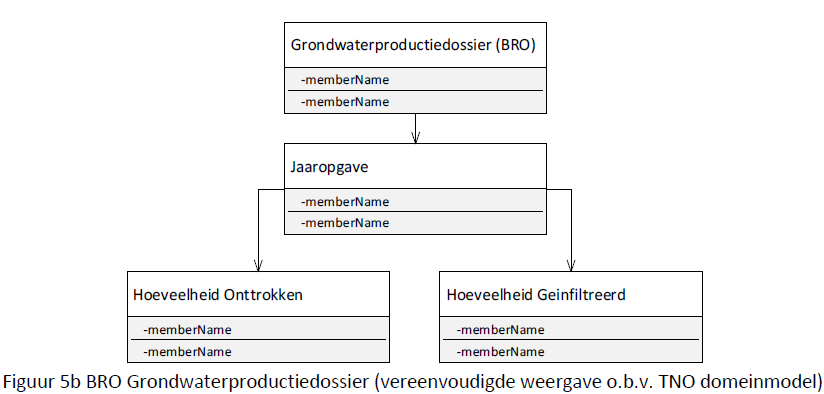 Grondwaterproductiedossier (BRO)
-memberName
-memberName
Jaaropgave
-memberName
-memberName
Hoeveelheid Onttrokken
-memberName
-memberName
Hoeveelheid Geinfiltreerd
-memberName
-memberName
Figuur 5b BRO Grondwaterproductiedossier (vereenvoudigde weergave o.b.v. TNO domeinmodel)